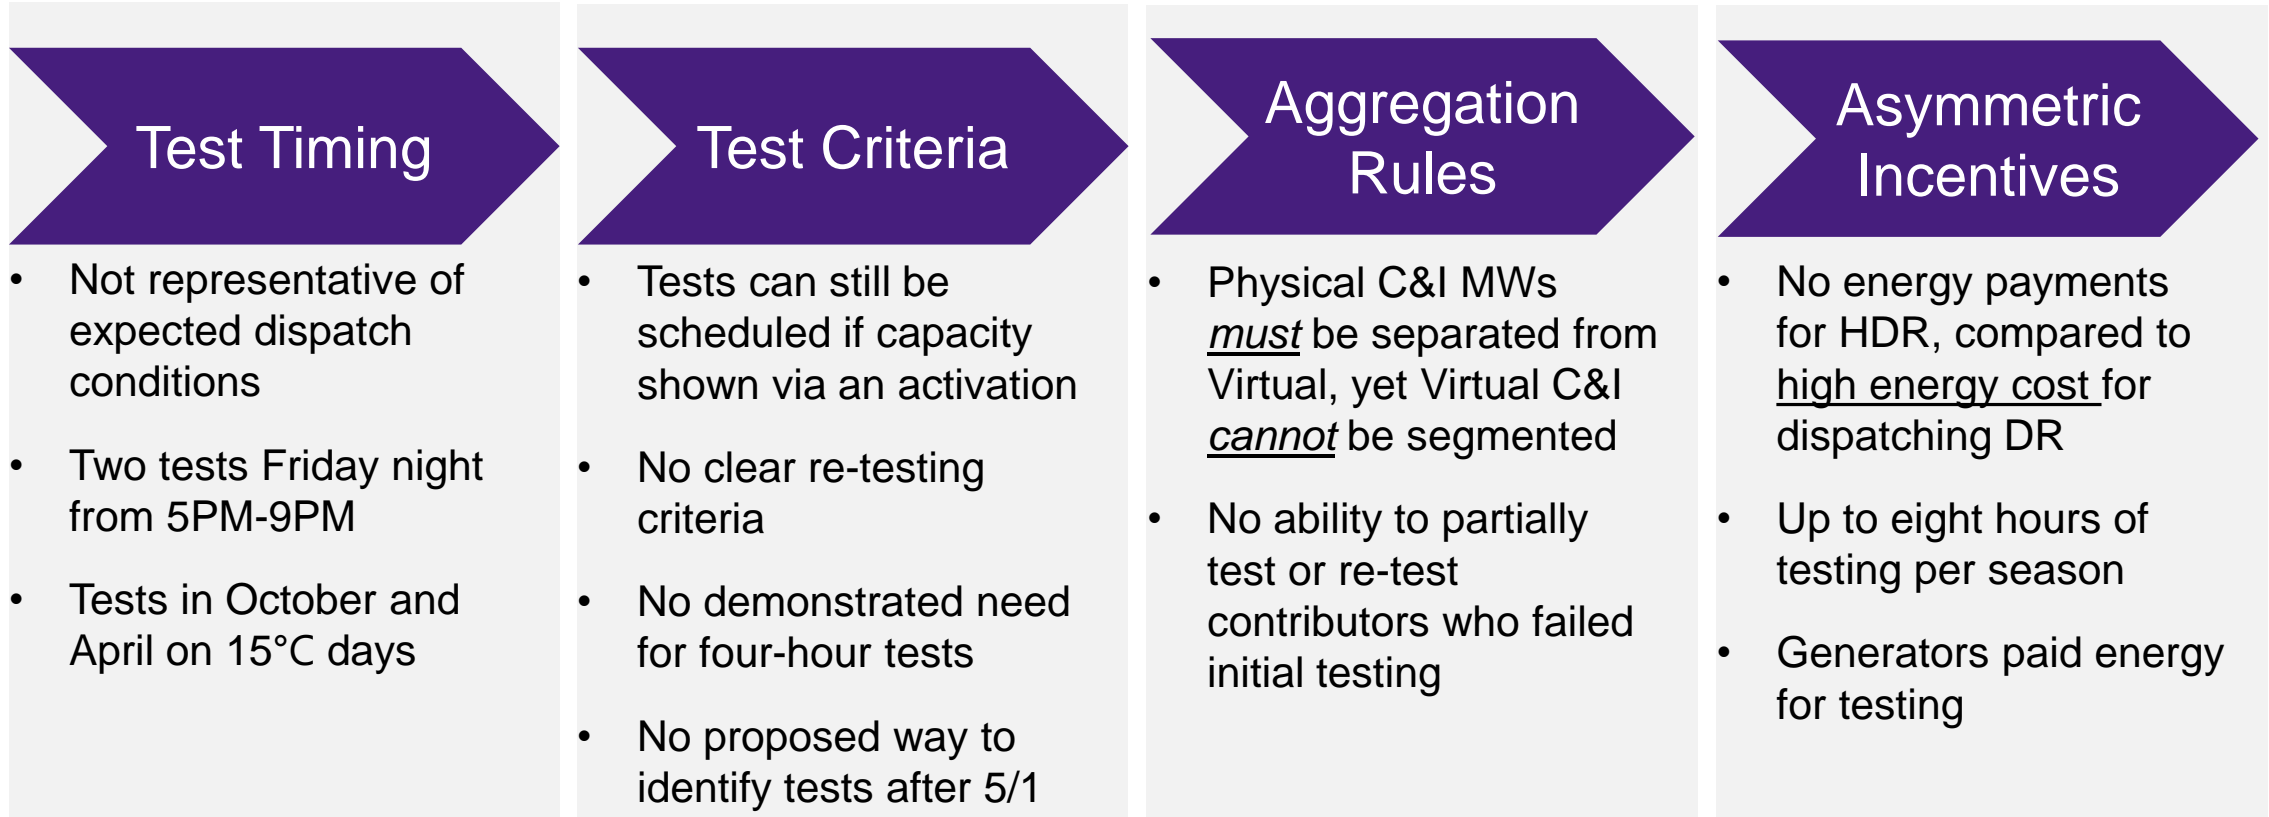 Test Timing
• Not representative of
expected dispatch
conditions
• Two tests Friday night
from 5PM-9PM
• Tests in October and
April on 15°C days
Test Criteria
• Tests can still be
scheduled if capacity
shown via an activation
• No clear re-testing
criteria
• No demonstrated need
for four-hour tests
• No proposed way to
identify tests after 5/1
Aggregation
Rules
• Physical C&I MWs
must be separated from
Virtual, yet Virtual C&I
cannot be segmented
• No ability to partially
test or re-test
contributors who failed
initial testing
Asymmetric
Incentives
• No energy payments
for HDR, compared to
high energy cost for
dispatching DR
• Up to eight hours of
testing per season
• Generators paid energy
for testing